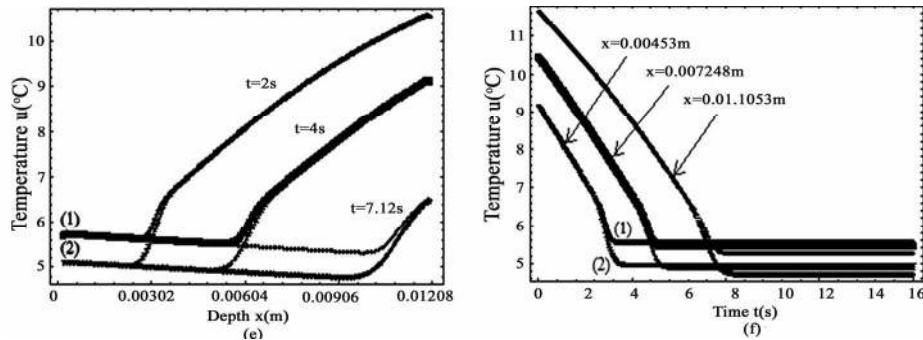 Temperature u(°C)
10
9
8
7
6
5
t=2s
t=4s
t=7.12s
(1)
(2)
0
0.00302
0.00604
0.00906
0.01208
Depth x(m)
(e)
Temperature u(°C)
11
10
9
8
7
6
5
x=0.00453m
x=0.007248m
x=0.01.1053m
(1)
(2)
0
2
4
6
8
10
12
14
16
Time t(s)
(f)